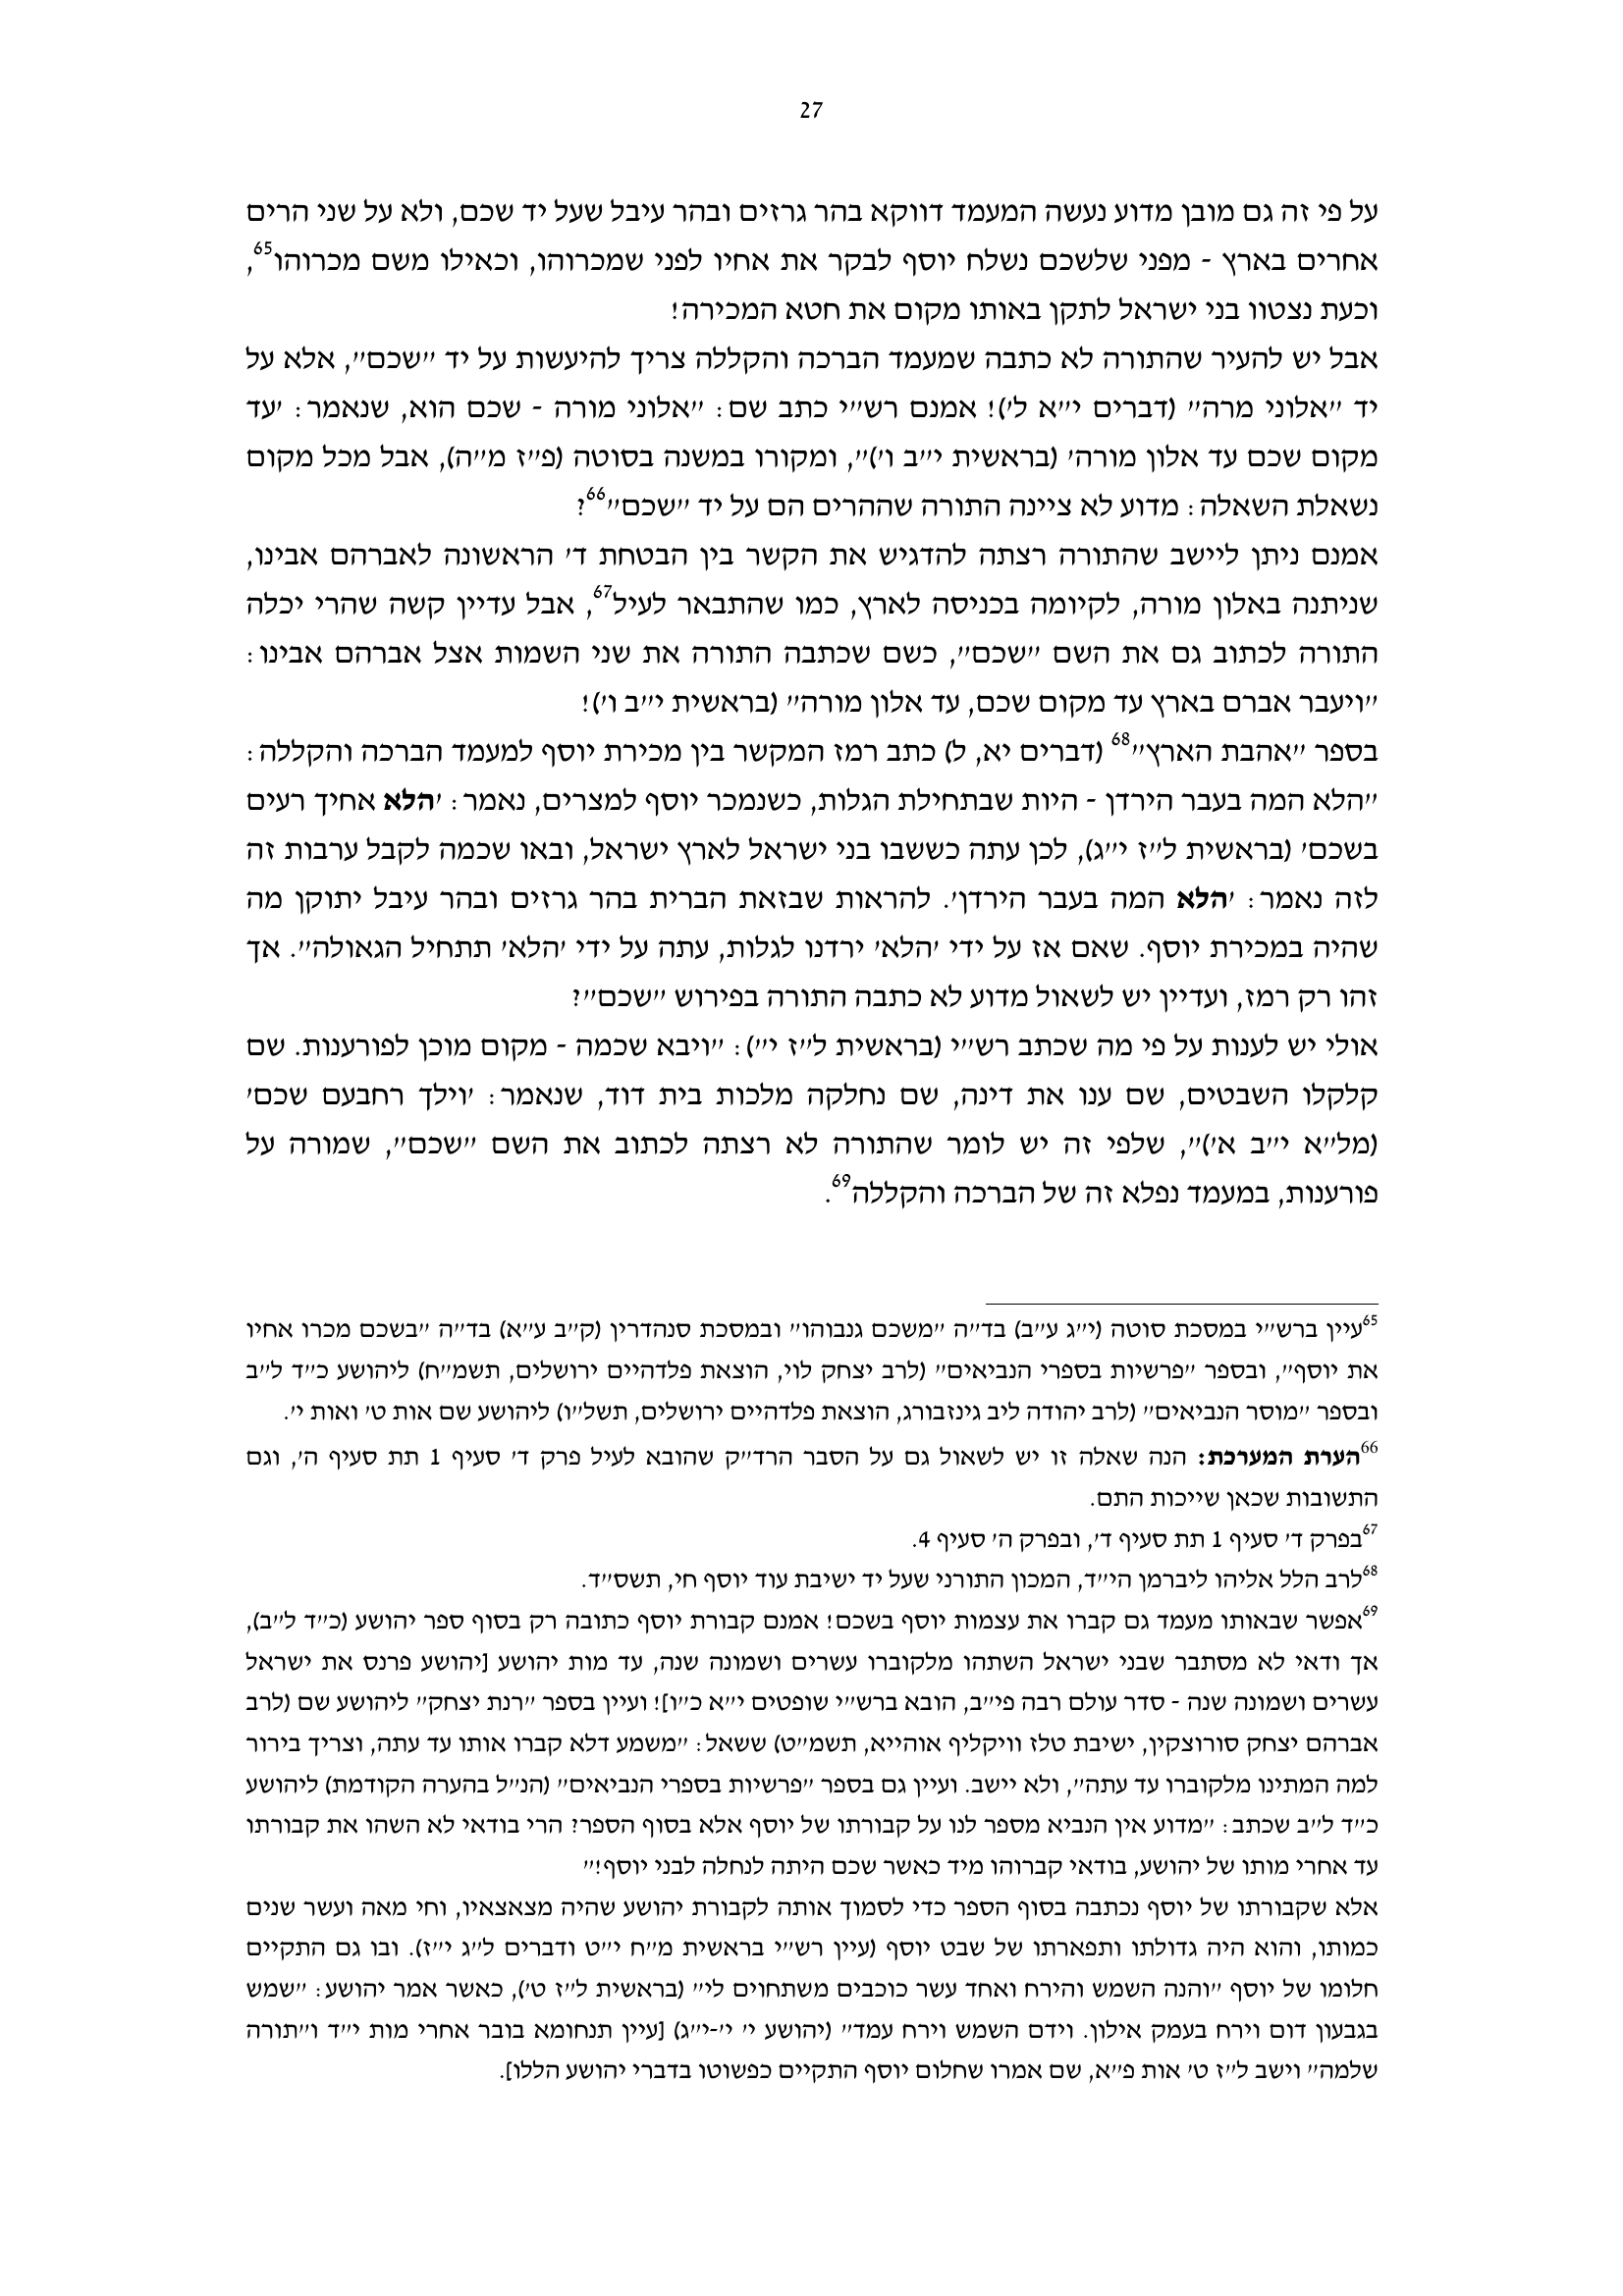 27
על פי זה גם מובן מדוע נעשה המעמד דווקא בהר גרזים ובהר עיבל שעל יד שכם, ולא על שני הרים
אחרים בארץ - מפני שלשכם נשלח יוסף לבקר את אחיו לפני שמכרוהו, וכאילו משם מכרוהו65,
וכעת נצטוו בני ישראל לתקן באותו מקום את חטא המכירה!
אבל יש להעיר שהתורה לא כתבה שמעמד הברכה והקללה צריך להיעשות על יד "שכם", אלא על
יד "אלוני מרה" (דברים י"א ל')! אמנם רש"י כתב שם: "אלוני מורה - שכם הוא, שנאמר: 'עד
מקום שכם עד אלון מורה' (בראשית י"ב ו')", ומקורו במשנה בסוטה (פ"ז מ"ה), אבל מכל מקום
נשאלת השאלה: מדוע לא ציינה התורה שההרים הם על יד "שכם"66?
אמנם ניתן ליישב שהתורה רצתה להדגיש את הקשר בין הבטחת ד' הראשונה לאברהם אבינו,
שניתנה באלון מורה, לקיומה בכניסה לארץ, כמו שהתבאר לעיל67, אבל עדיין קשה שהרי יכלה
התורה לכתוב גם את השם "שכם", כשם שכתבה התורה את שני השמות אצל אברהם אבינו:
"ויעבר אברם בארץ עד מקום שכם, עד אלון מורה" (בראשית י"ב ו')!
בספר "אהבת הארץ"68 (דברים יא, ל) כתב רמז המקשר בין מכירת יוסף למעמד הברכה והקללה:
"הלא המה בעבר הירדן - היות שבתחילת הגלות, כשנמכר יוסף למצרים, נאמר: 'הלא אחיך רעים
בשכם' (בראשית ל"ז י"ג), לכן עתה כששבו בני ישראל לארץ ישראל, ובאו שכמה לקבל ערבות זה
לזה נאמר: 'הלא המה בעבר הירדן'. להראות שבזאת הברית בהר גרזים ובהר עיבל יתוקן מה
שהיה במכירת יוסף. שאם אז על ידי 'הלא' ירדנו לגלות, עתה על ידי 'הלא' תתחיל הגאולה". אך
זהו רק רמז, ועדיין יש לשאול מדוע לא כתבה התורה בפירוש "שכם"?
אולי יש לענות על פי מה שכתב רש"י (בראשית ל"ז י"י): "ויבא שכמה - מקום מוכן לפורענות. שם
קלקלו השבטים, שם ענו את דינה, שם נחלקה מלכות בית דוד, שנאמר: 'וילך רחבעם שכם'
(מל"א י"ב א')", שלפי זה יש לומר שהתורה לא רצתה לכתוב את השם "שכם", שמורה על
פורענות, במעמד נפלא זה של הברכה והקללה69.
65עיין ברש"י במסכת סוטה (י"ג ע"ב) בד"ה "משכם גנבוהו" ובמסכת סנהדרין (ק"ב ע"א) בד"ה "בשכם מכרו אחיו
את יוסף", ובספר "פרשיות בספרי הנביאים" (לרב יצחק לוי, הוצאת פלדהיים ירושלים, תשמ"ח) ליהושע כ"ד ל"ב
ובספר "מוסר הנביאים" (לרב יהודה ליב גינזבורג, הוצאת פלדהיים ירושלים, תשל"ו) ליהושע שם אות ט' ואות י'.
66הערת המערכת: הנה שאלה זו יש לשאול גם על הסבר הרד"ק שהובא לעיל פרק ד' סעיף 1 תת סעיף ה', וגם
התשובות שכאן שייכות התם.
67בפרק ד' סעיף 1 תת סעיף ד', ובפרק ה' סעיף 4.
68לרב הלל אליהו ליברמן הי"ד, המכון התורני שעל יד ישיבת עוד יוסף חי, תשס"ד.
69אפשר שבאותו מעמד גם קברו את עצמות יוסף בשכם! אמנם קבורת יוסף כתובה רק בסוף ספר יהושע (כ"ד ל"ב),
אך ודאי לא מסתבר שבני ישראל השתהו מלקוברו עשרים ושמונה שנה, עד מות יהושע [יהושע פרנס את ישראל
עשרים ושמונה שנה - סדר עולם רבה פי"ב, הובא ברש"י שופטים י"א כ"ו]! ועיין בספר "רנת יצחק" ליהושע שם (לרב
אברהם יצחק סורוצקין, ישיבת טלז וויקליף אוהייא, תשמ"ט) ששאל: "משמע דלא קברו אותו עד עתה, וצריך בירור
למה המתינו מלקוברו עד עתה", ולא יישב. ועיין גם בספר "פרשיות בספרי הנביאים" (הנ"ל בהערה הקודמת) ליהושע
כ"ד ל"ב שכתב: "מדוע אין הנביא מספר לנו על קבורתו של יוסף אלא בסוף הספר? הרי בודאי לא השהו את קבורתו
עד אחרי מותו של יהושע, בודאי קברוהו מיד כאשר שכם היתה לנחלה לבני יוסף!"
אלא שקבורתו של יוסף נכתבה בסוף הספר כדי לסמוך אותה לקבורת יהושע שהיה מצאצאיו, וחי מאה ועשר שנים
כמותו, והוא היה גדולתו ותפארתו של שבט יוסף (עיין רש"י בראשית מ"ח י"ט ודברים ל"ג י"ז). ובו גם התקיים
חלומו של יוסף "והנה השמש והירח ואחד עשר כוכבים משתחוים לי" (בראשית ל"ז ט'), כאשר אמר יהושע: "שמש
בגבעון דום וירח בעמק אילון. וידם השמש וירח עמד" (יהושע י' י'-י"ג) [עיין תנחומא בובר אחרי מות י"ד ו"תורה
שלמה" וישב ל"ז ט' אות פ"א, שם אמרו שחלום יוסף התקיים כפשוטו בדברי יהושע הללו].